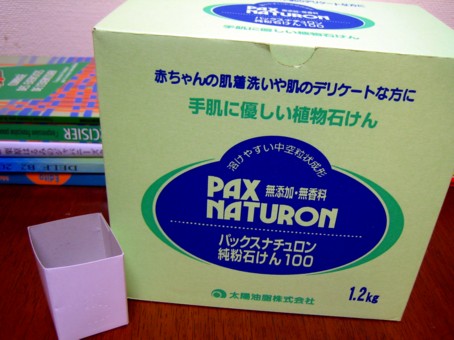 赤ちゃんの肌着洗いや肌のデリケートな方に
手肌に優しい植物石けん
溶けやすい中空粒状成形
PAX 無添加・無香料
NATURON
パックスナチュロン
純粉石けん100
太陽油脂株式会社
1.2kg